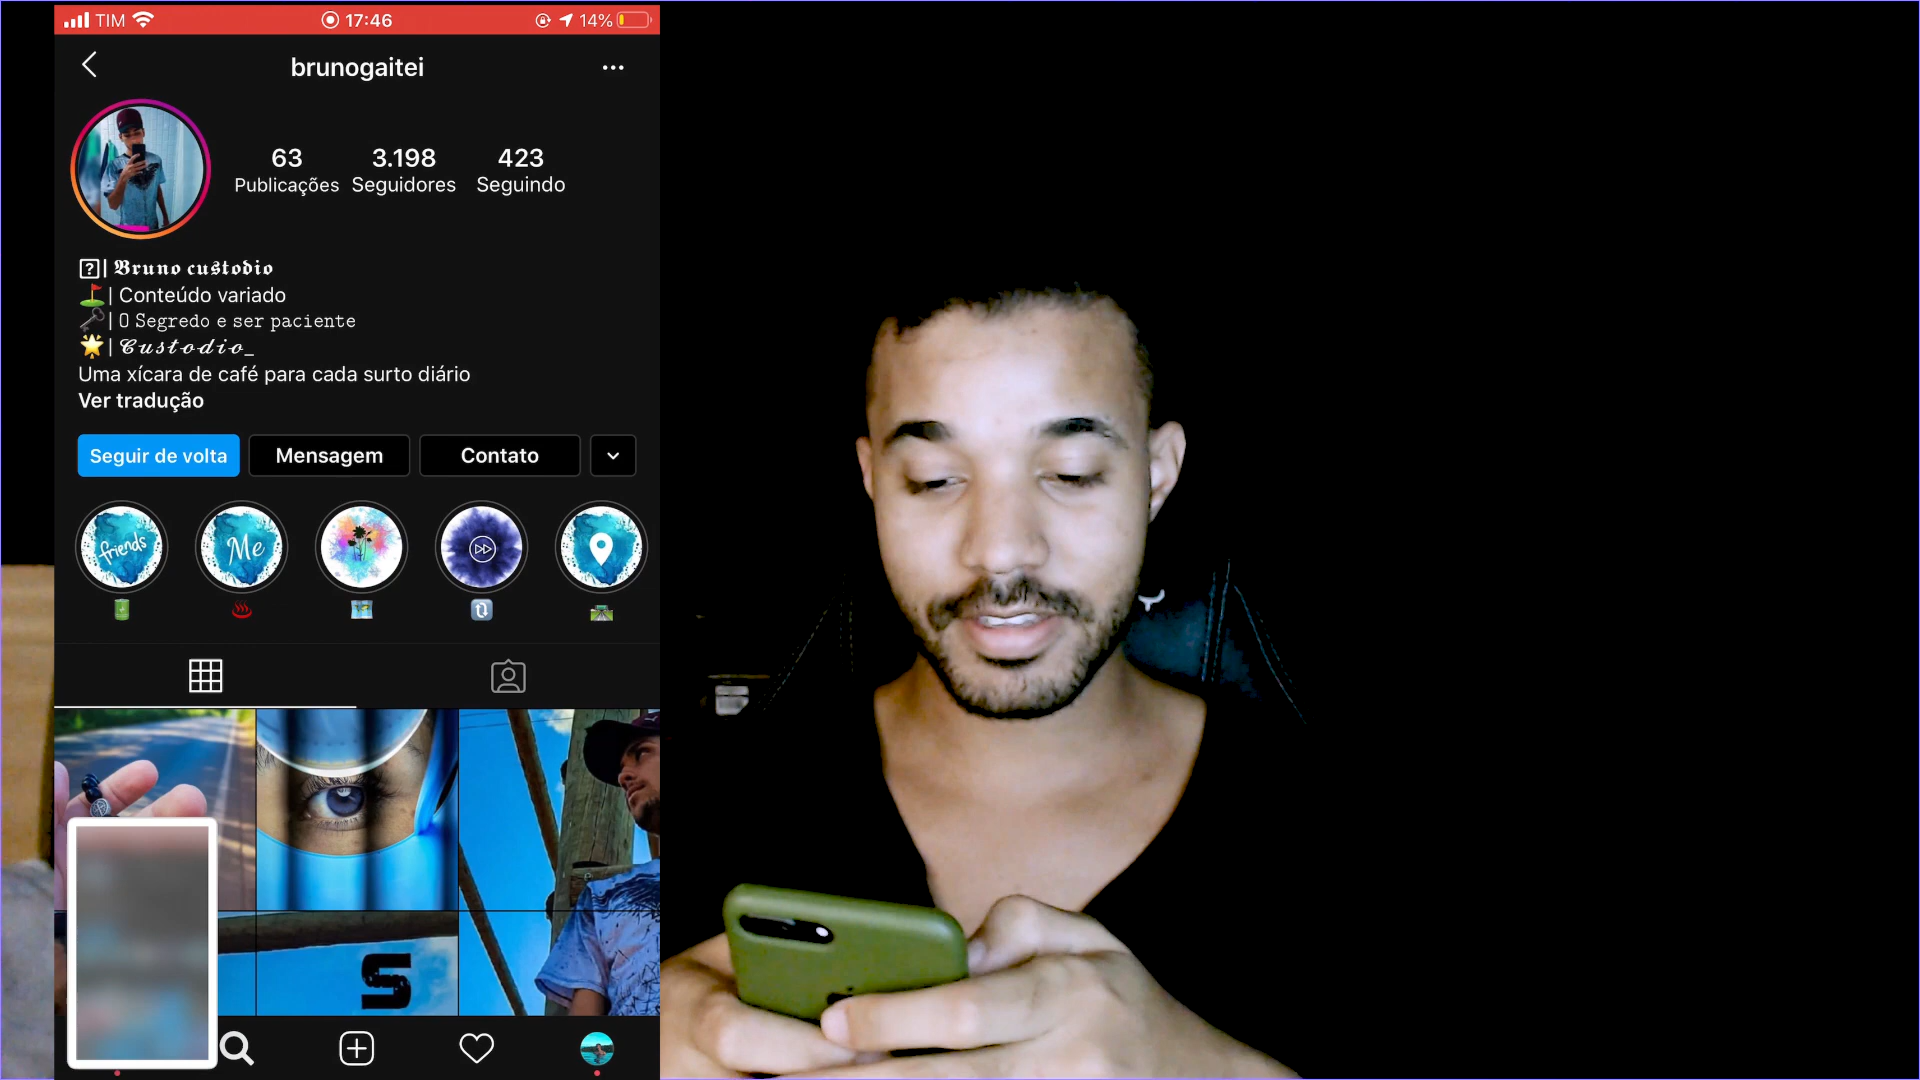 TIM 17:46 14%
brunogaitei
63 3.198 423
Publicações Seguidores Seguindo
| 𝕭𝖗𝖚𝖓𝖔 𝖈𝖚𝖘𝖙𝖔𝖉𝖎𝖔
| Conteúdo variado
| 𝙾 𝚂𝚎𝚐𝚛𝚎𝚍𝚘 𝚎 𝚜𝚎𝚛 𝚙𝚊𝚌𝚒𝚎𝚗𝚝𝚎
| 𝓒𝓾𝓼𝓽𝓸𝓭𝓲𝓸_
Uma xícara de café para cada surto diário
Ver tradução
Seguir de volta Mensagem Contato
friends Me
S